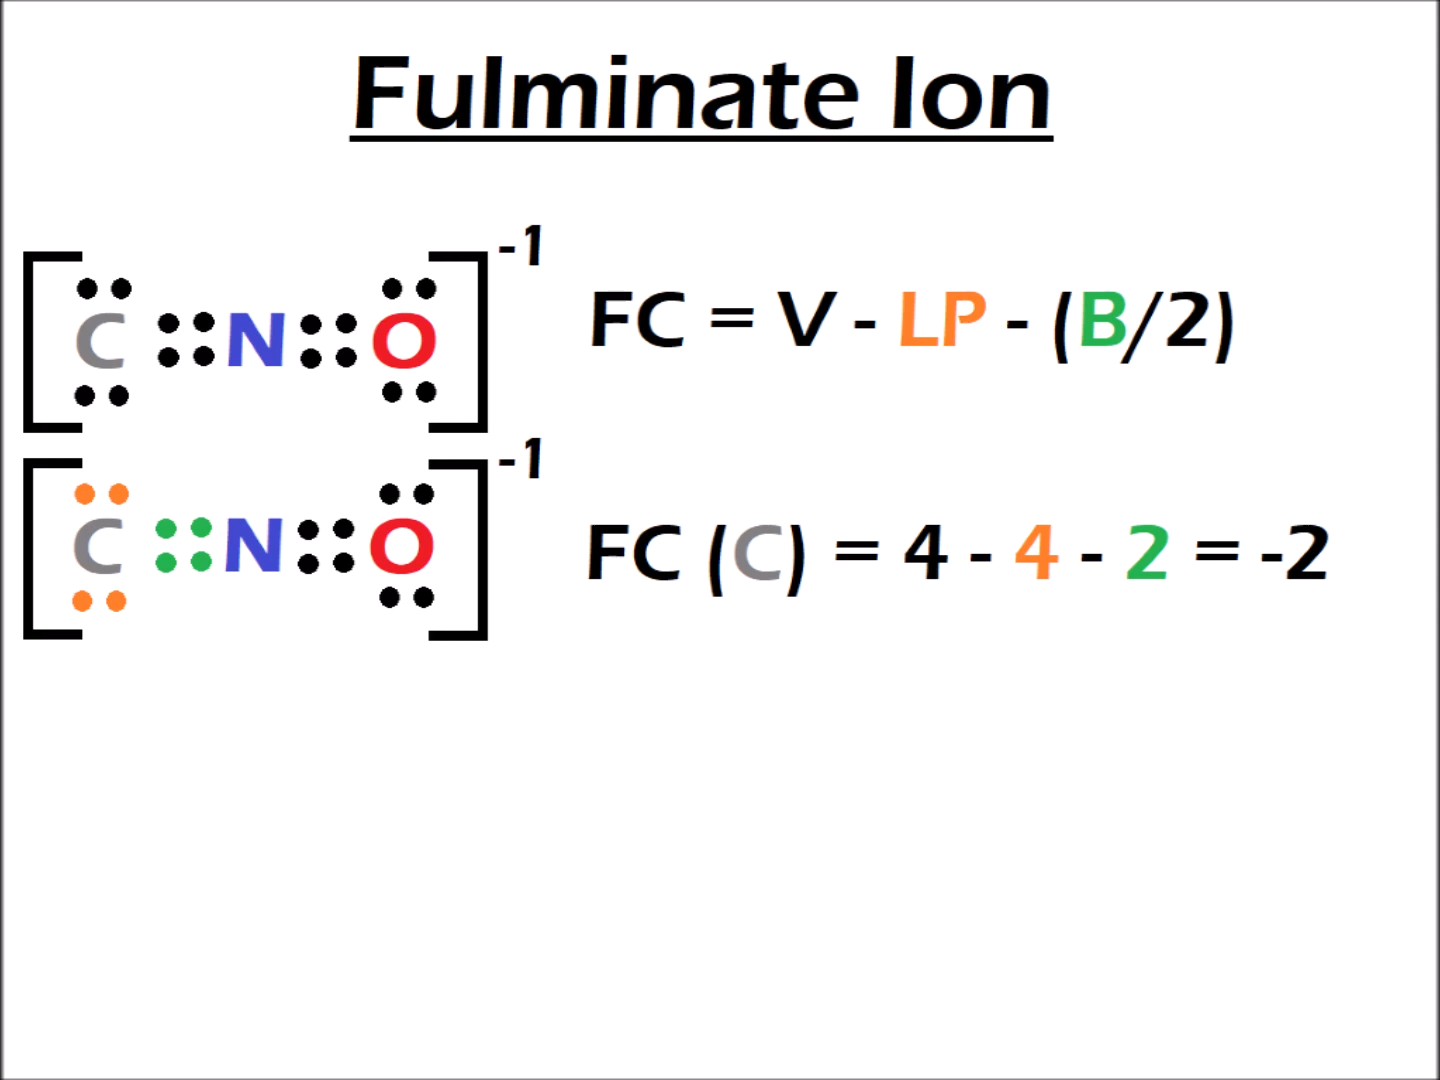 Fulminate Ion
[C N O]-1
FC = V - LP - (B/2)
[C N O]-1
FC (C) = 4 - 4 - 2 = -2